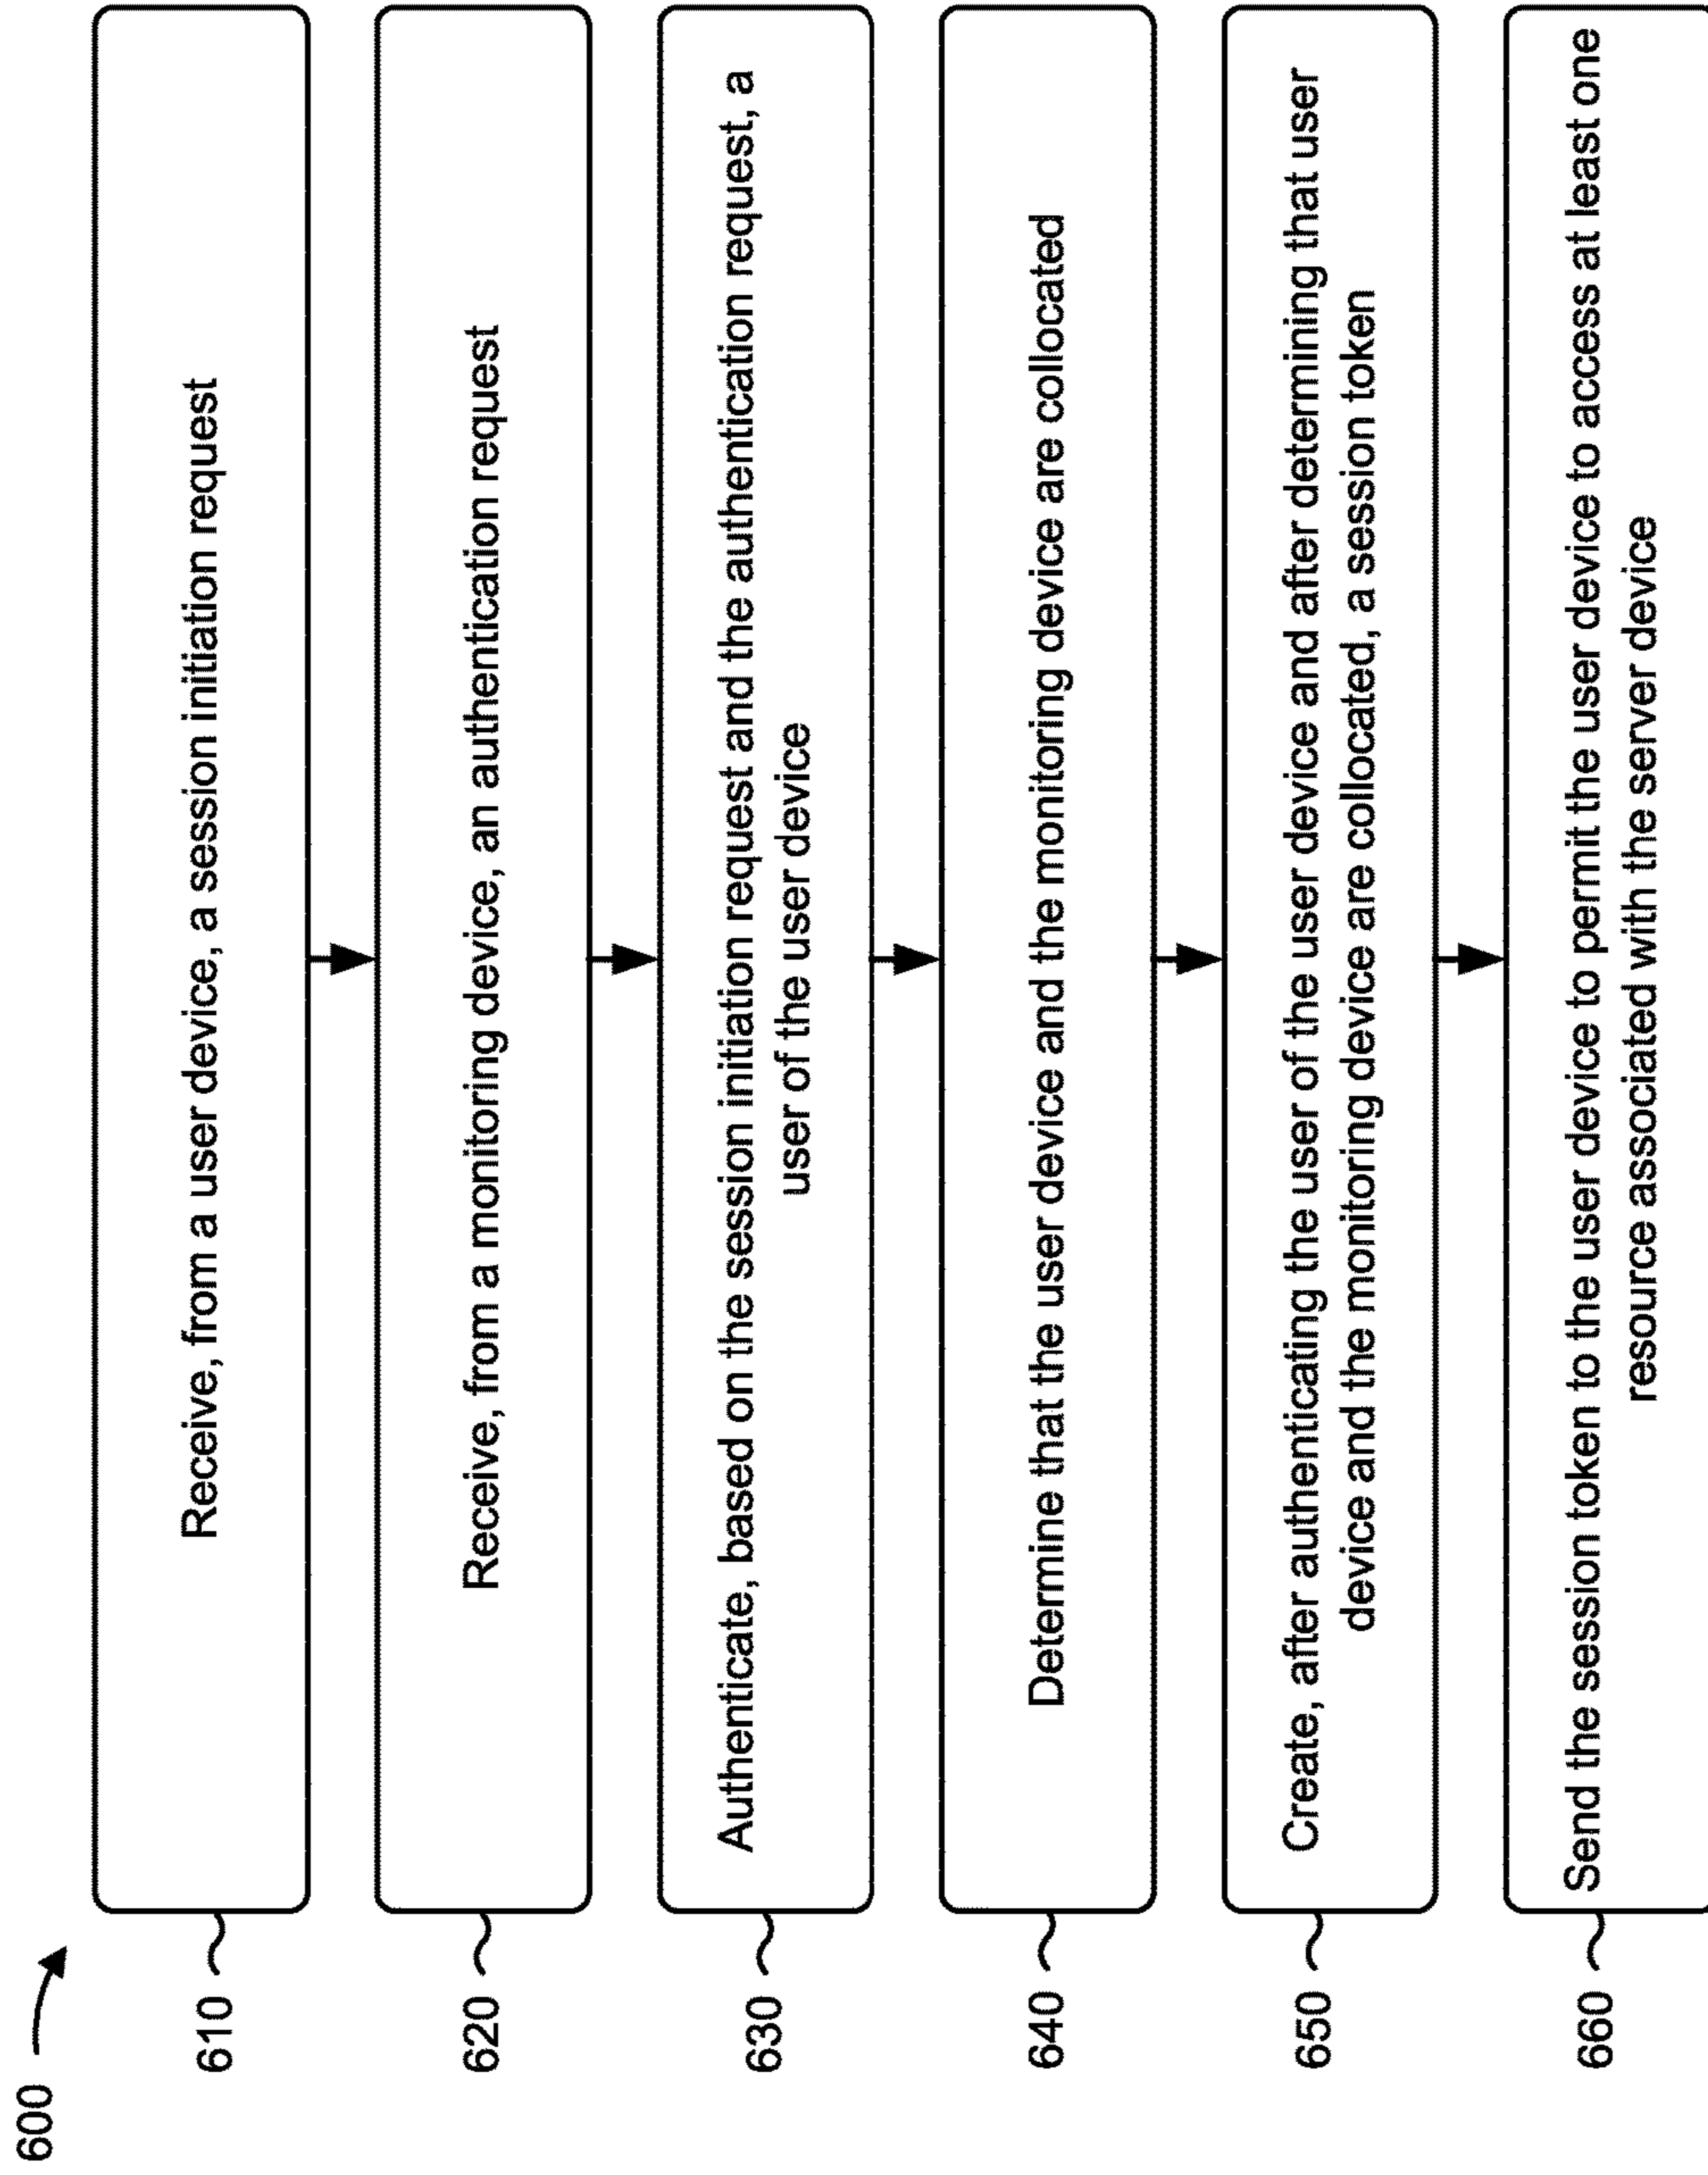 600
610
Receive, from a user device, a session initiation request
620
Receive, from a monitoring device, an authentication request
630
Authenticate, based on the session initiation request and the authentication request, a
user of the user device
640
Determine that the user device and the monitoring device are collocated
650
Create, after authenticating the user of the user device and after determining that user
device and the monitoring device are collocated, a session token
660
Send the session token to the user device to permit the user device to access at least one
resource associated with the server device